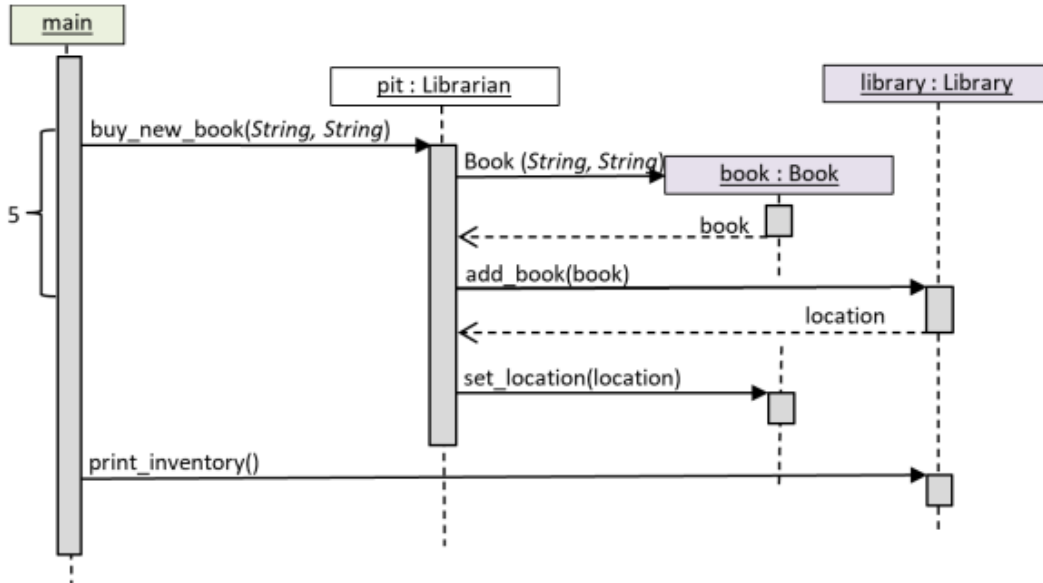 main
pit : Librarian
library : Library
buy_new_book(String, String)
Book (String, String)
book : Book
5
book
add_book(book)
location
set_location(location)
print_inventory()